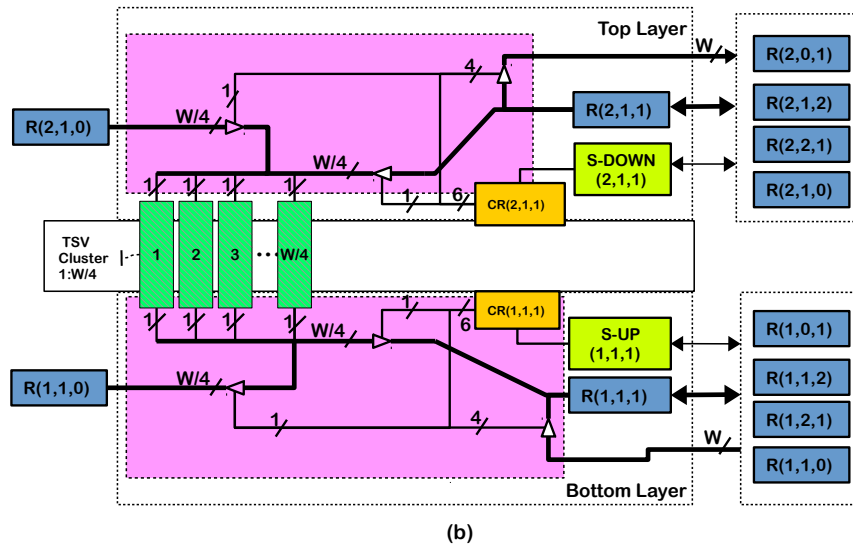 Top Layer
W
R(2,0,1)
4
1
R(2,1,2)
R(2,1,1)
W/4
R(2,1,0)
R(2,2,1)
S-DOWN
(2,1,1)
W/4
R(2,1,0)
1
1
1
1
1
6
CR(2,1,1)
TSV
Cluster
1:W/4
1
2
3
W/4
CR(1,1,1)
1
6
1
1
1
1
W/4
S-UP
(1,1,1)
R(1,0,1)
W/4
R(1,1,0)
R(1,1,1)
R(1,1,2)
1
4
R(1,2,1)
W
R(1,1,0)
Bottom Layer
(b)